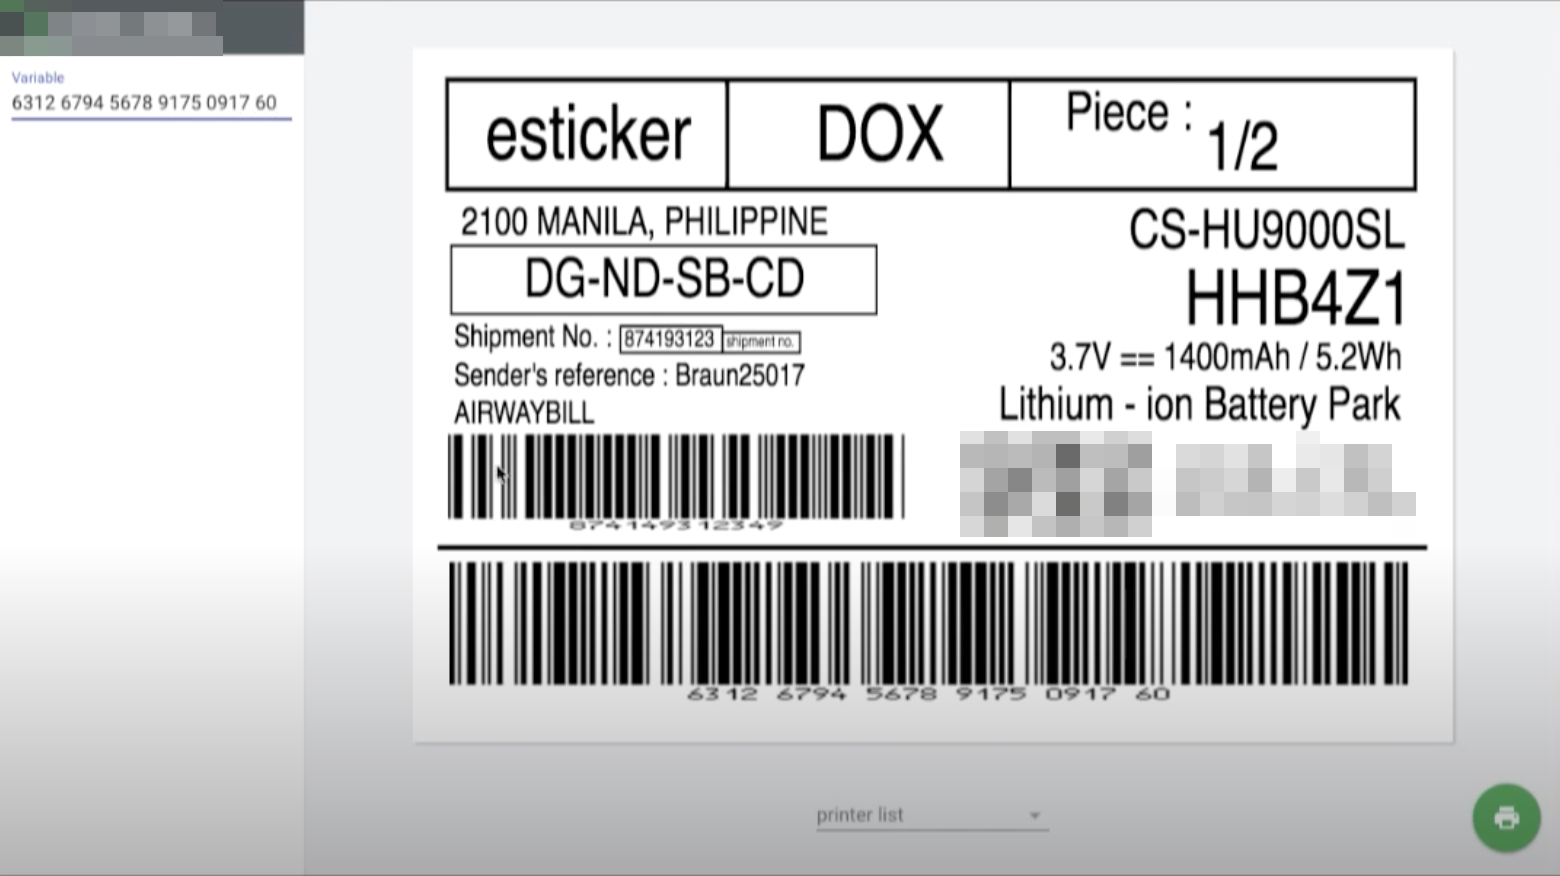 Variable
6312 6794 5678 9175 0917 60
esticker
DOX
Piece :
1/2
2100 MANILA, PHILIPPINE
DG-ND-SB-CD
Shipment No. : 874193123 shipment no.
Sender's reference : Braun25017
AIRWAYBILL
874149312349
CS-HU9000SL
HHB4Z1
3.7V == 1400mAh / 5.2Wh
Lithium - ion Battery Park
6312 6794 5678 9175 0917 60
printer list